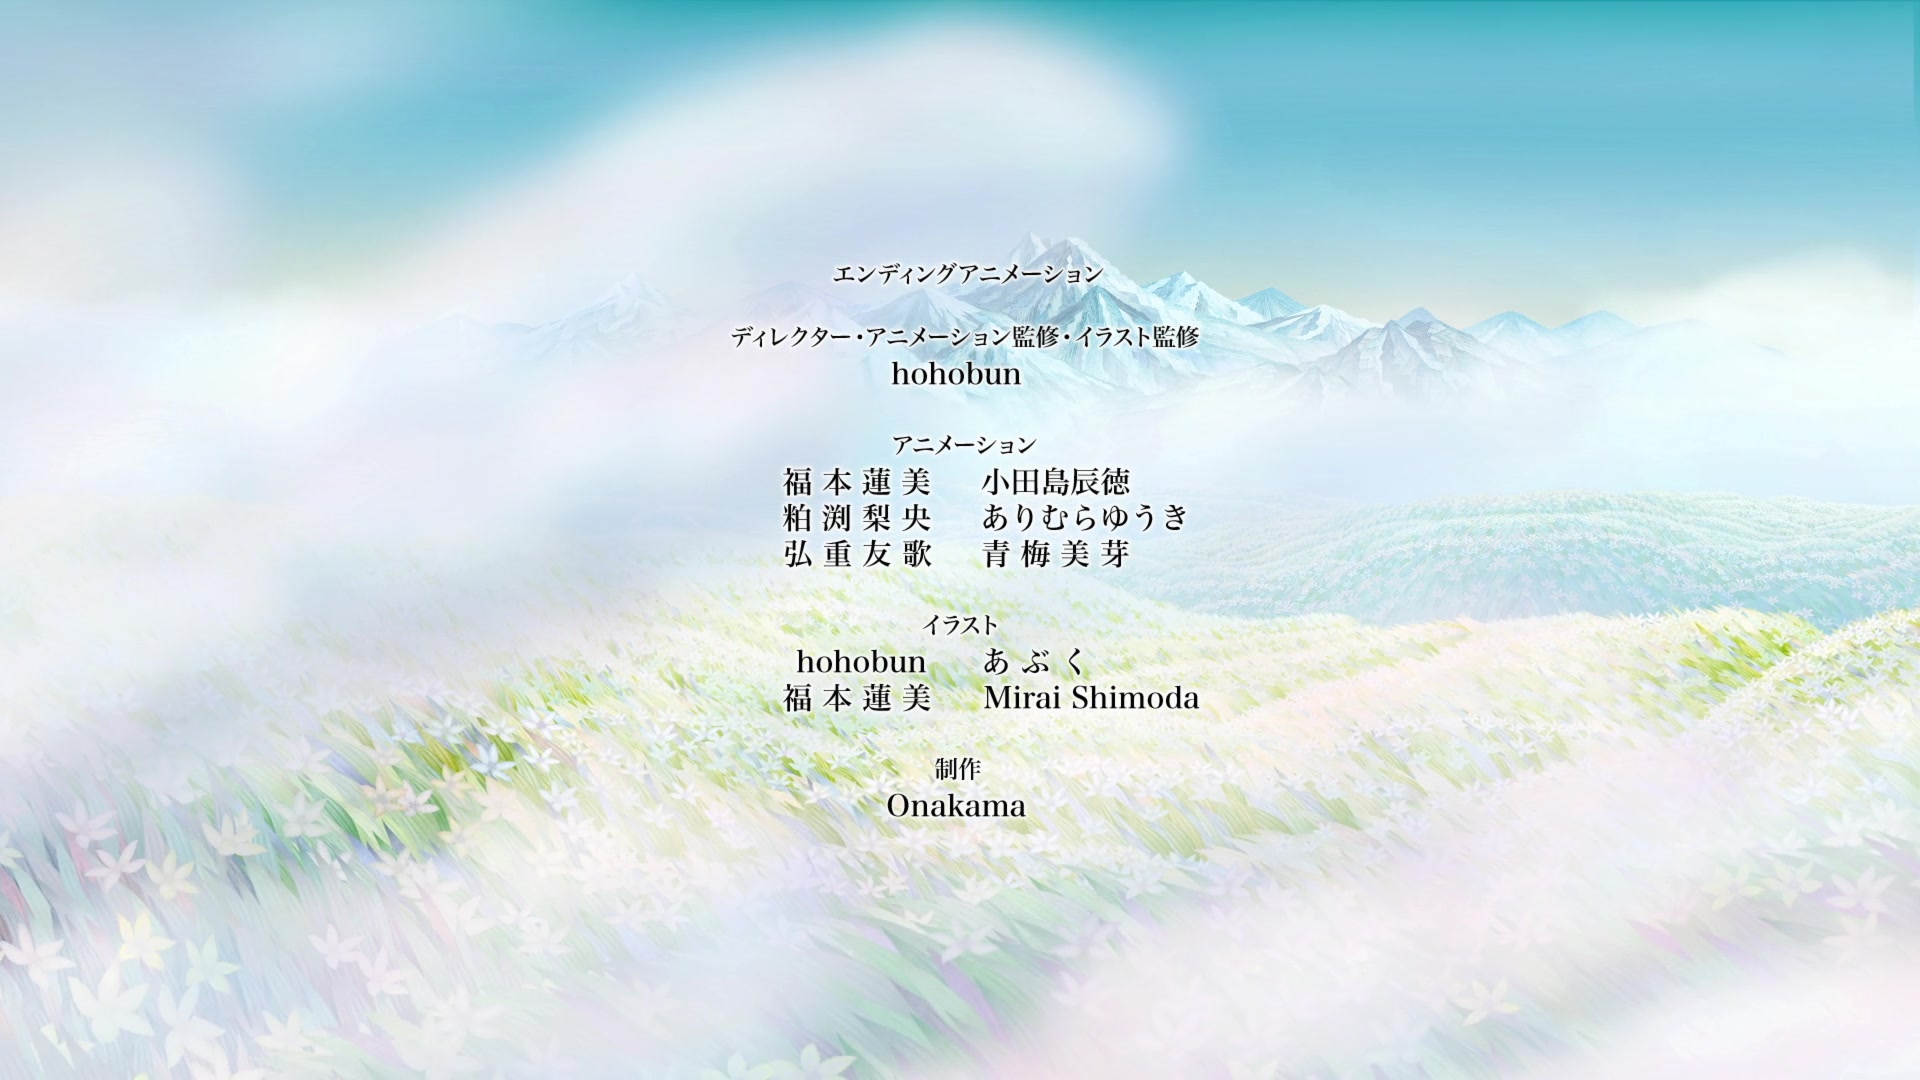 エンディングアニメーション
ディレクター・アニメーション監修・イラスト監修
hohobun
アニメーション
福本蓮美 小田島辰徳
粕渕梨央 ありむらゆうき
弘重友歌 青梅美芽
イラスト
hohobun あぶく
福本蓮美 Mirai Shimoda
制作
Onakama